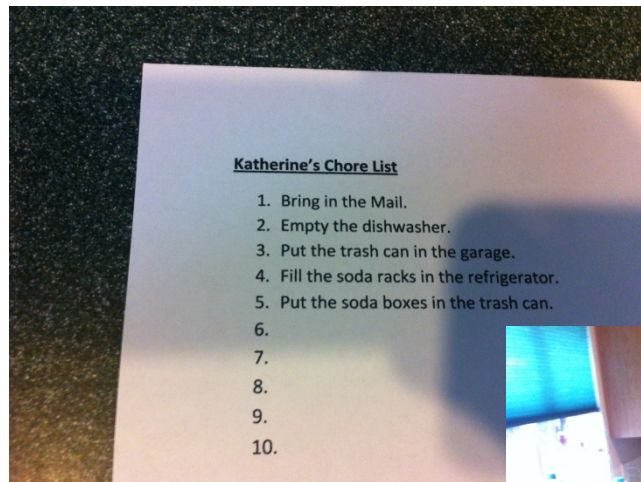 Katherine's Chore List
1. Bring in the Mail.
2. Empty the dishwasher.
3. Put the trash can in the garage.
4. Fill the soda racks in the refrigerator.
5. Put the soda boxes in the trash can.
6.
7.
8.
9.
10.